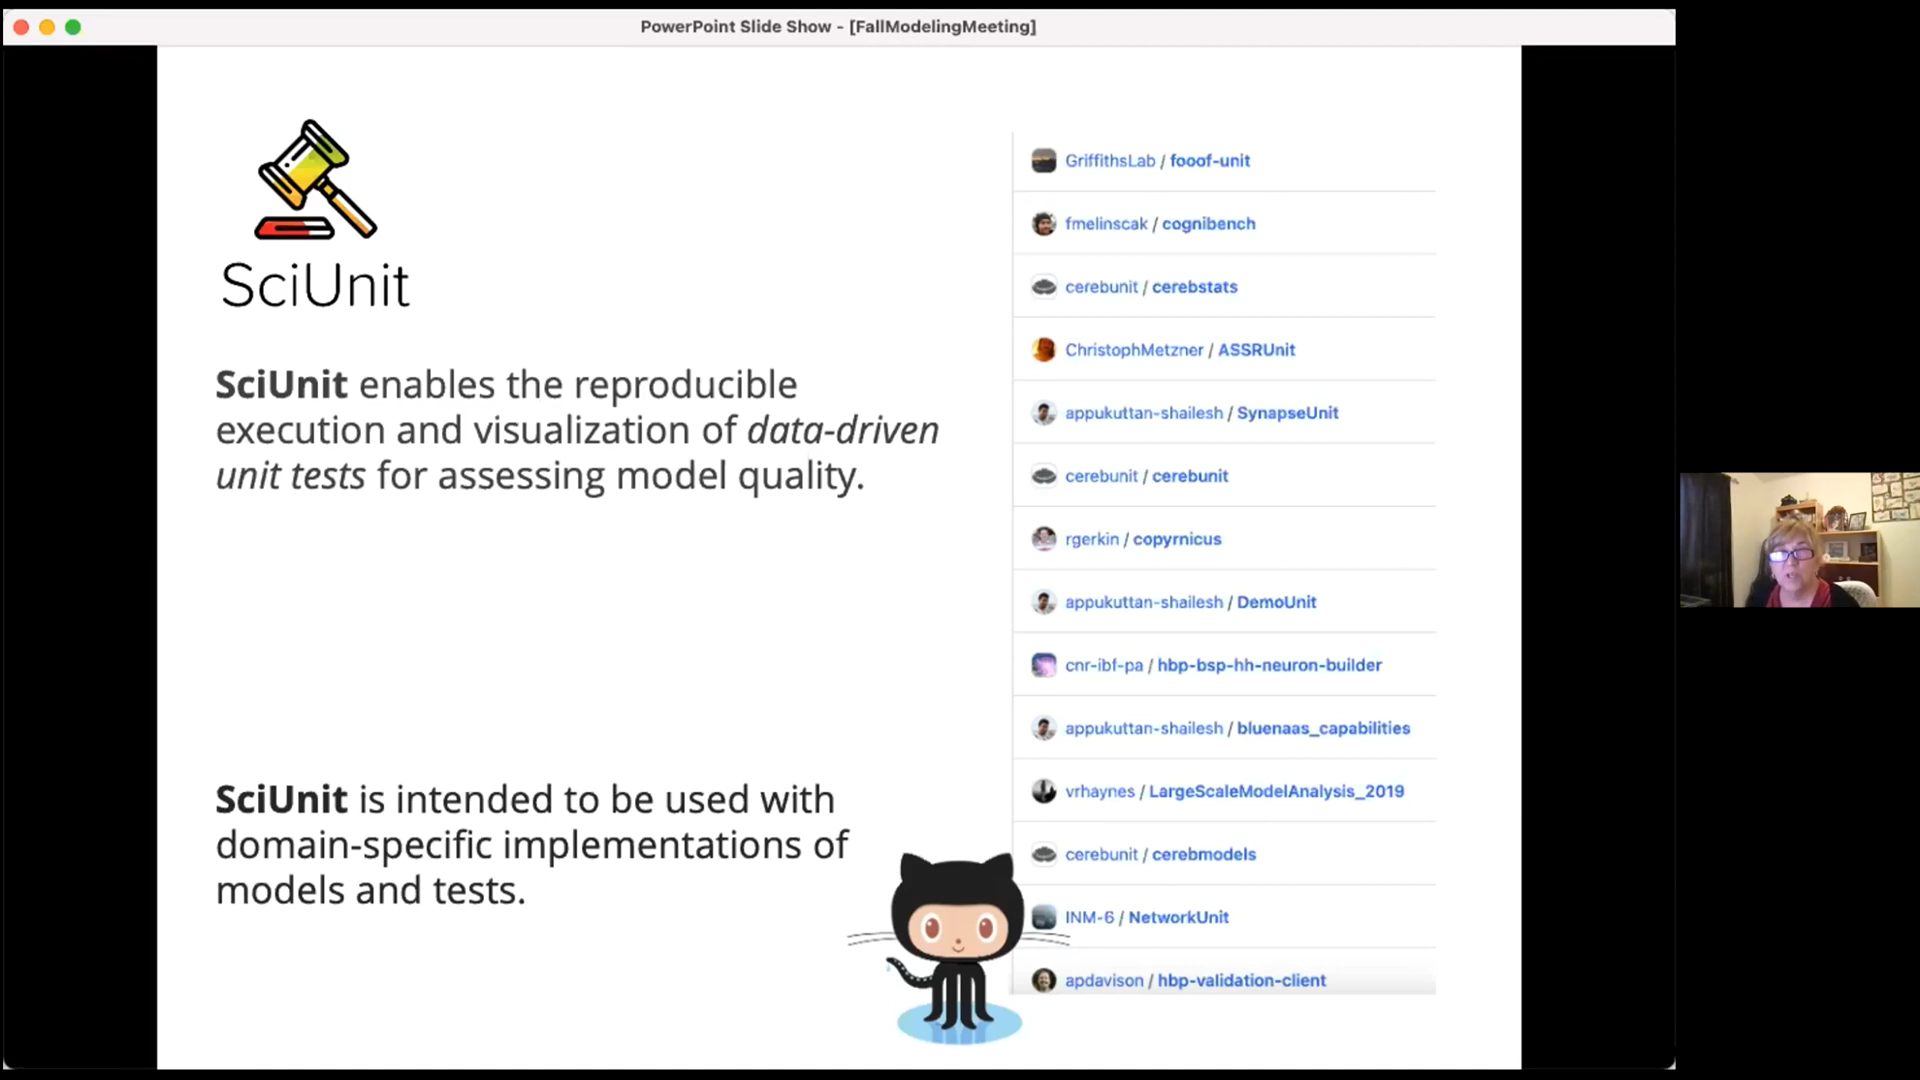 PowerPoint Slide Show - [FallModelingMeeting]
SciUnit
SciUnit enables the reproducible
execution and visualization of data-driven
unit tests for assessing model quality.
SciUnit is intended to be used with
domain-specific implementations of
models and tests.
GriffithsLab / fooof-unit
fmelinscak / cognibench
cerebunit / cerebstats
ChristophMetzner / ASSRUnit
appukuttan-shailesh / SynapseUnit
cerebunit / cerebunit
rgerkin / copyrnicus
appukuttan-shailesh / DemoUnit
cnr-ibf-pa / hbp-bsp-hh-neuron-builder
appukuttan-shailesh / bluenaas_capabilities
vrhaynes / LargeScaleModelAnalysis_2019
cerebunit / cerebmodels
INM-6 / NetworkUnit
apdavison / hbp-validation-client